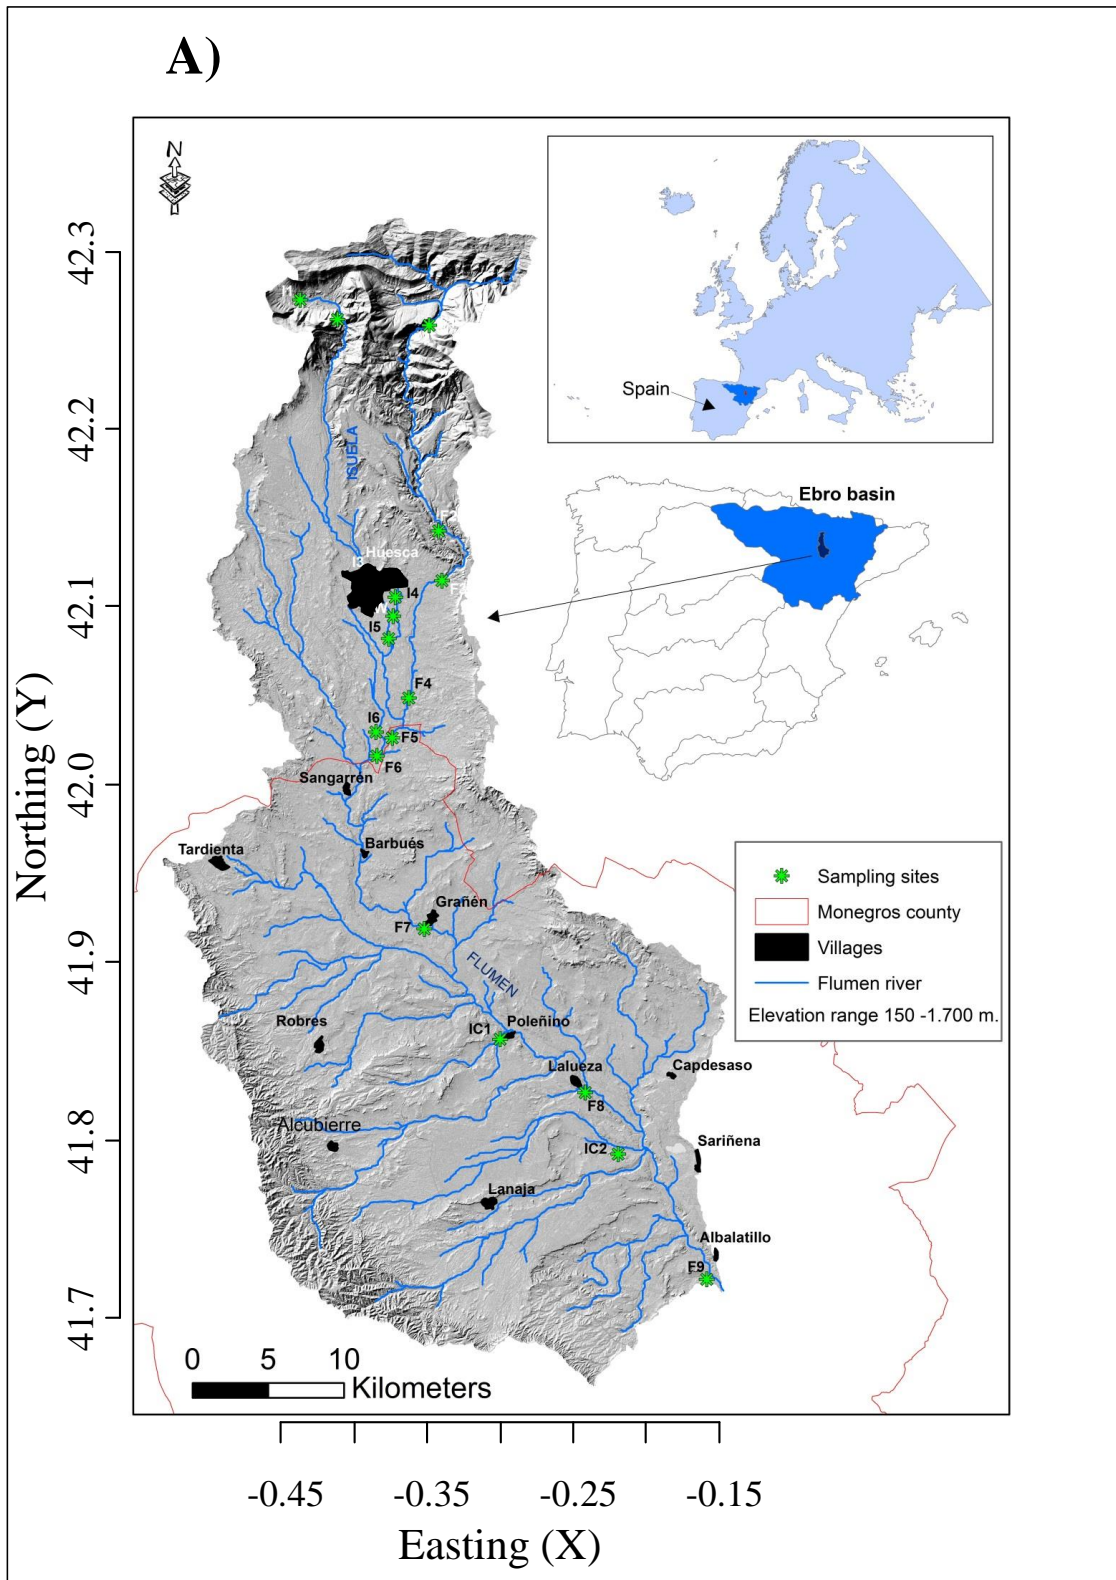 A)
N
42.3
42.2
42.1
42.0
41.9
41.8
41.7
Northing (Y)
Spain
Ebro basin
I1
ISUELA
Huesca
I3
I4
I5
F4
I6
F5
F6
Sangarrén
Tardienta
Barbués
Grañén
F7
FLUMEN
Robres
IC1
Poleñino
Lalueza
Capdesaso
F8
Alcubierre
IC2
Sariñena
Lanaja
Albalatillo
F9
Sampling sites
Monegros county
Villages
Flumen river
Elevation range 150 -1.700 m.
0 5 10
Kilometers
-0.45 -0.35 -0.25 -0.15
Easting (X)